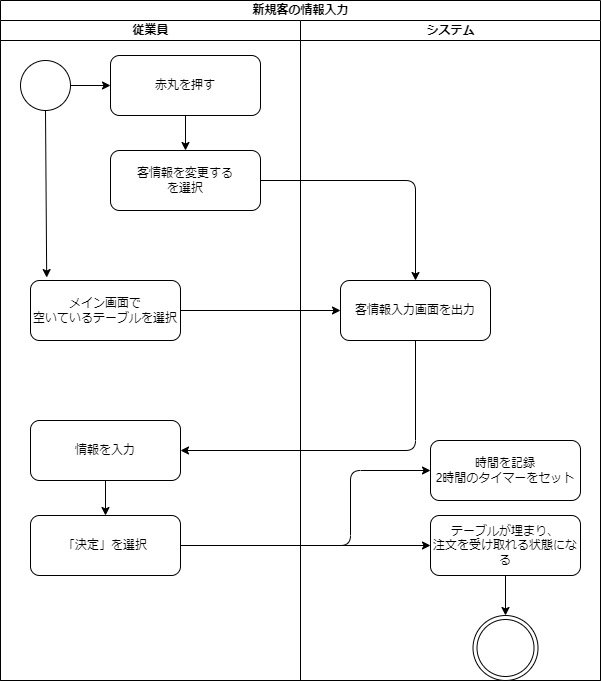 新規客の情報入力
従業員
システム
赤丸を押す
客情報を変更する
を選択
メイン画面で
空いているテーブルを選択
客情報入力画面を出力
情報を入力
時間を記録
2時間のタイマーをセット
「決定」を選択
テーブルが埋まり、
注文を受け取れる状態にな
る